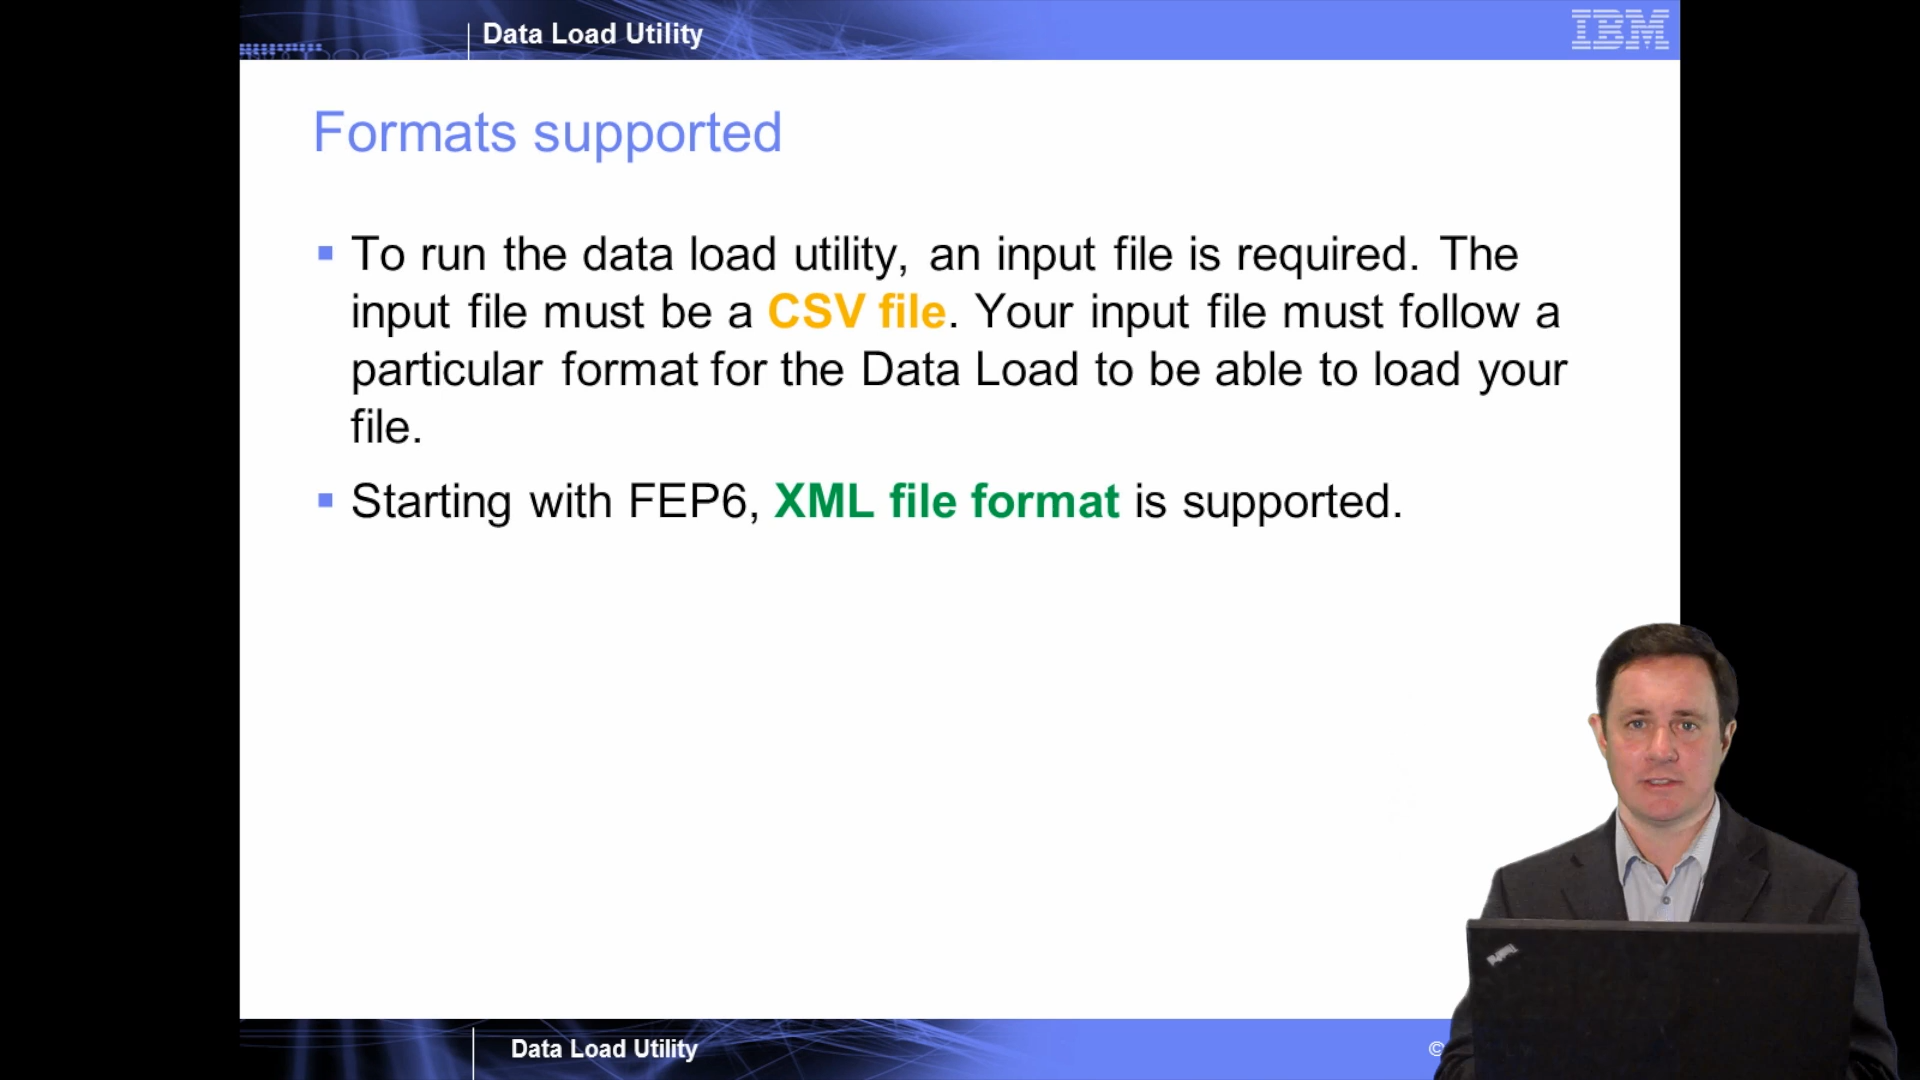 Data Load Utility
IBM
Formats supported
To run the data load utility, an input file is required. The
input file must be a CSV file. Your input file must follow a
particular format for the Data Load to be able to load your
file.
Starting with FEP6, XML file format is supported.
Data Load Utility
©